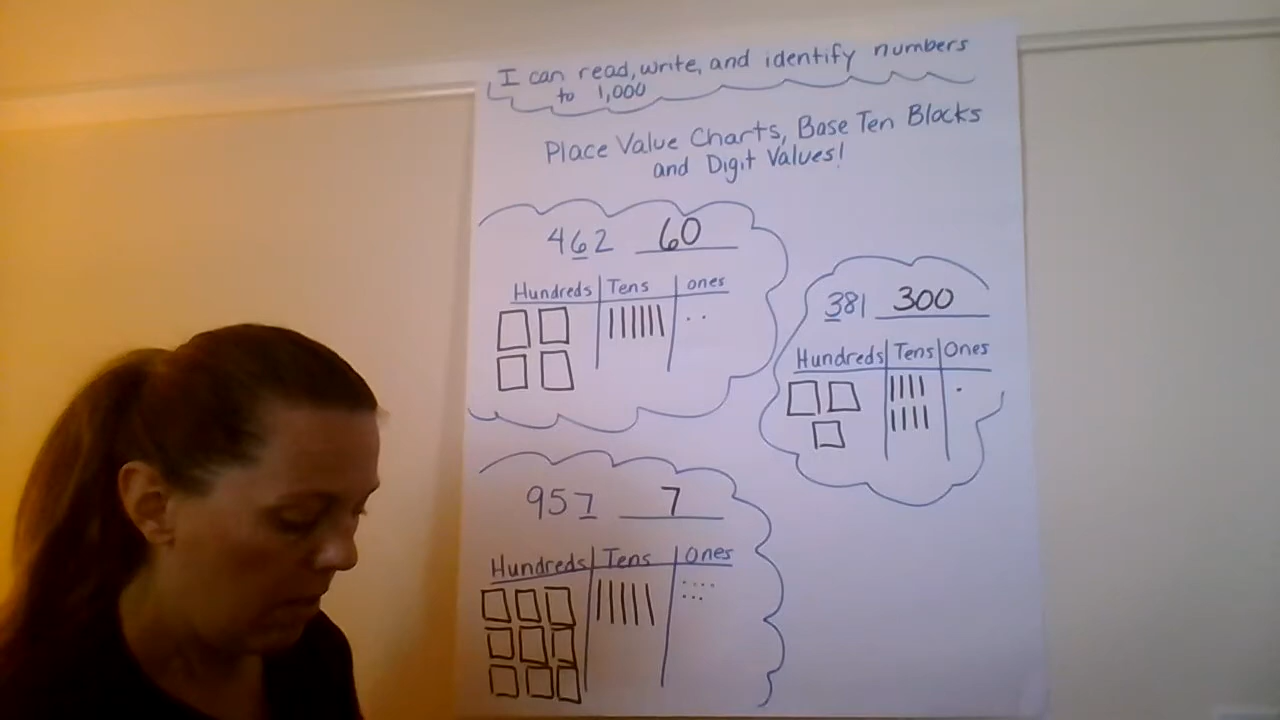 I can read, write, and identify numbers
to 1,000
Place Value Charts, Base Ten Blocks
and Digit Values!
462 60
Hundreds Tens ones
381 300
Hundreds Tens Ones
957 7
Hundreds Tens Ones